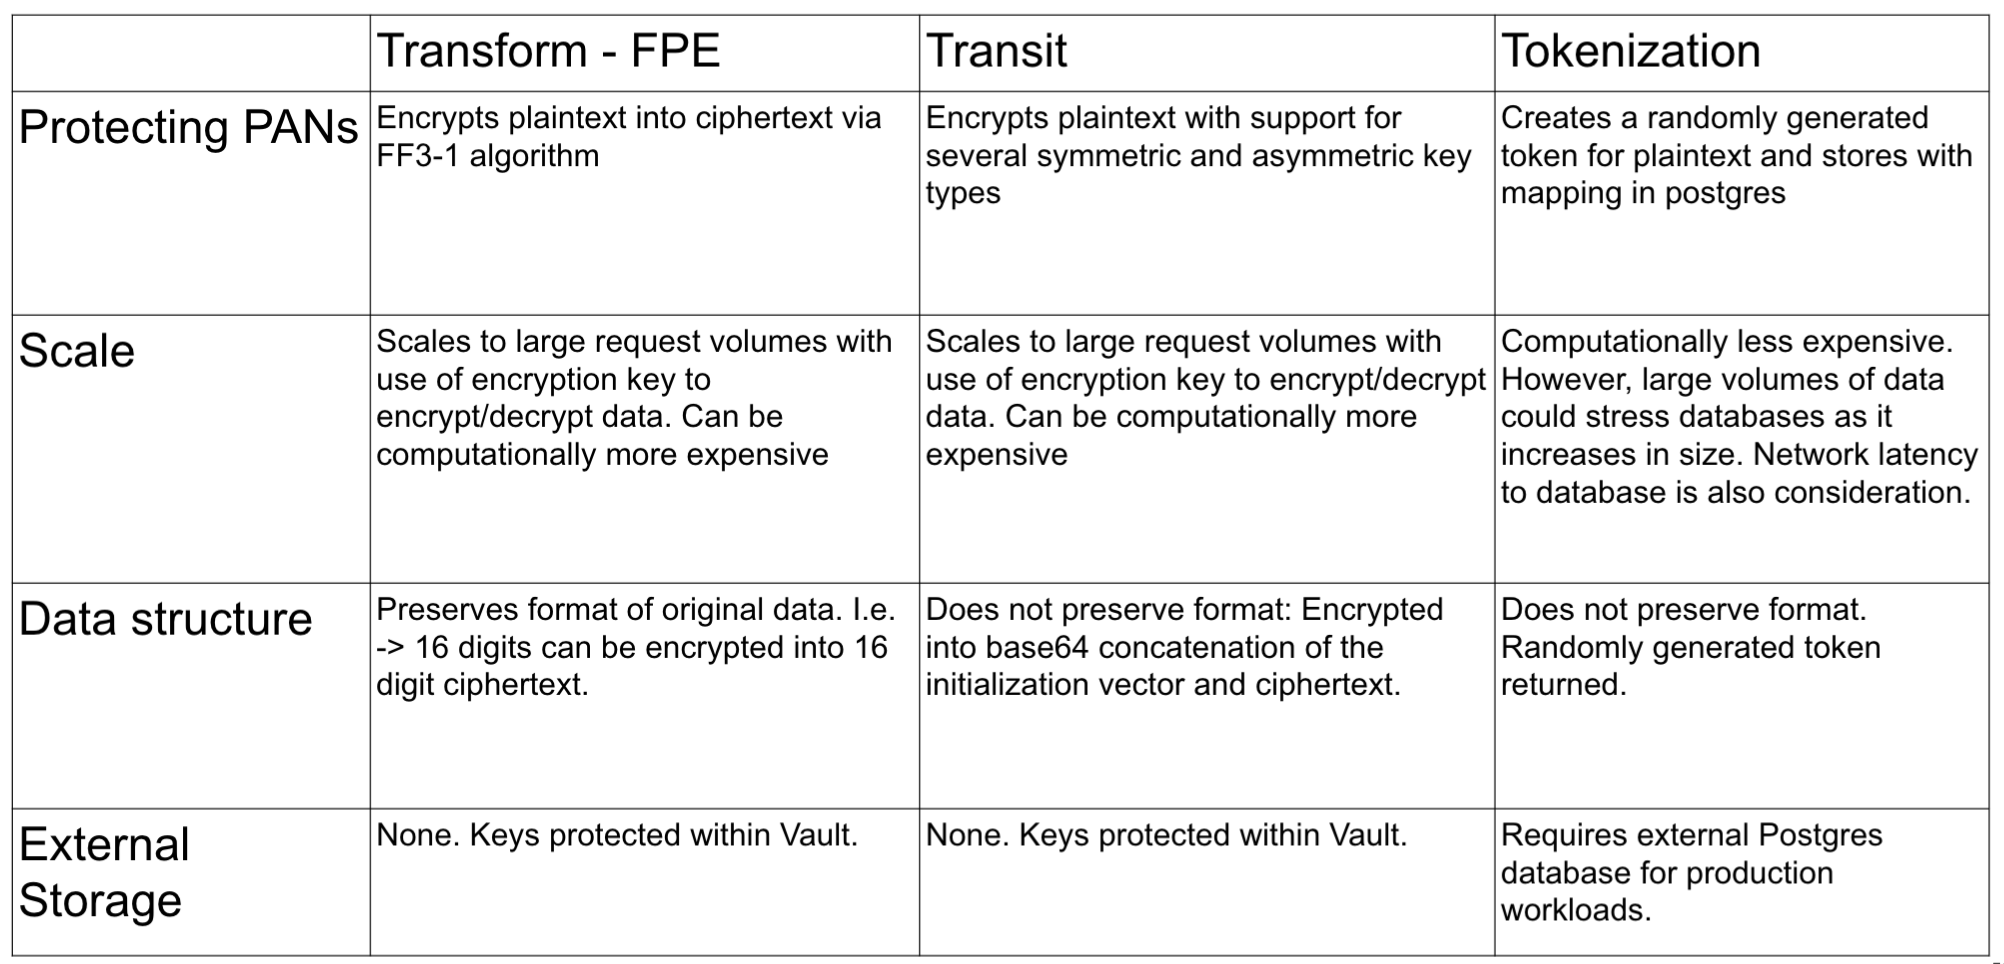 Transform - FPE
Transit
Tokenization
Protecting PANs
Encrypts plaintext into ciphertext via
FF3-1 algorithm
Encrypts plaintext with support for
several symmetric and asymmetric key
types
Creates a randomly generated
token for plaintext and stores with
mapping in postgres
Scale
Scales to large request volumes with
use of encryption key to
encrypt/decrypt data. Can be
computationally more expensive
Scales to large request volumes with
use of encryption key to encrypt/decrypt
data. Can be computationally more
expensive
Computationally less expensive.
However, large volumes of data
could stress databases as it
increases in size. Network latency
to database is also consideration.
Data structure
Preserves format of original data. I.e.
-> 16 digits can be encrypted into 16
digit ciphertext.
Does not preserve format: Encrypted
into base64 concatenation of the
initialization vector and ciphertext.
Does not preserve format.
Randomly generated token
returned.
External
Storage
None. Keys protected within Vault.
None. Keys protected within Vault.
Requires external Postgres
database for production
workloads.